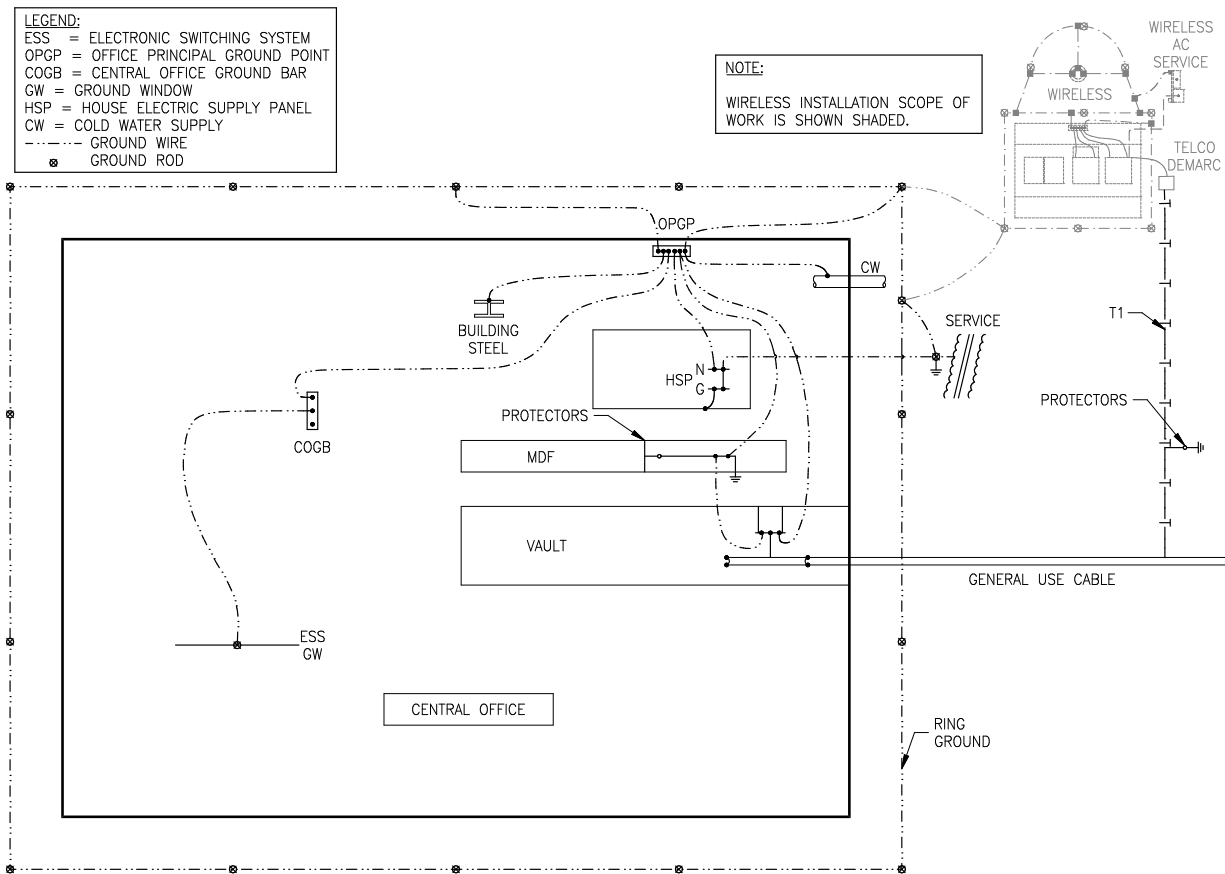 LEGEND:
ESS = ELECTRONIC SWITCHING SYSTEM
OPGP = OFFICE PRINCIPAL GROUND POINT
COGB = CENTRAL OFFICE GROUND BAR
GW = GROUND WINDOW
HSP = HOUSE ELECTRIC SUPPLY PANEL
CW = COLD WATER SUPPLY
GROUND WIRE
GROUND ROD
NOTE:
WIRELESS INSTALLATION SCOPE OF
WORK IS SHOWN SHADED.
WIRELESS
AC
SERVICE
WIRELESS
TELCO
DEMARC
OPGP
CW
BUILDING
STEEL
SERVICE
T1
HSP
N
G
PROTECTORS
PROTECTORS
COGB
MDF
VAULT
GENERAL USE CABLE
ESS
GW
CENTRAL OFFICE
RING
GROUND